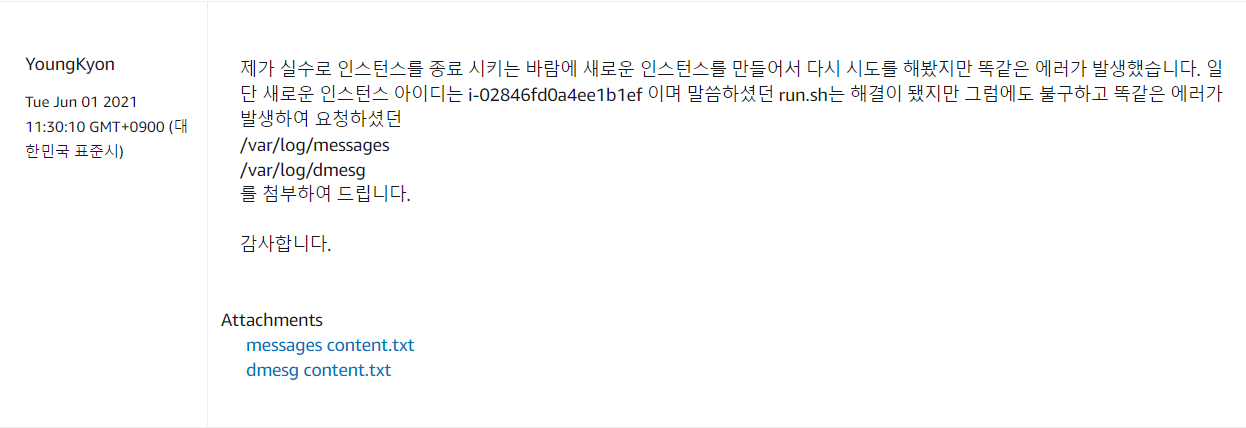 YoungKyon
Tue Jun 01 2021
11:30:10 GMT+0900 (대
한민국 표준시)
제가 실수로 인스턴스를 종료 시키는 바람에 새로운 인스턴스를 만들어서 다시 시도를 해봤지만 똑같은 에러가 발생했습니다. 일
단 새로운 인스턴스 아이디는 i-02846fd0a4ee1b1ef 이며 말씀하셨던 run.sh는 해결이 됐지만 그럼에도 불구하고 똑같은 에러가
발생하여 요청하셨던
/var/log/messages
/var/log/dmesg
를 첨부하여 드립니다.
감사합니다.
Attachments
messages content.txt
dmesg content.txt